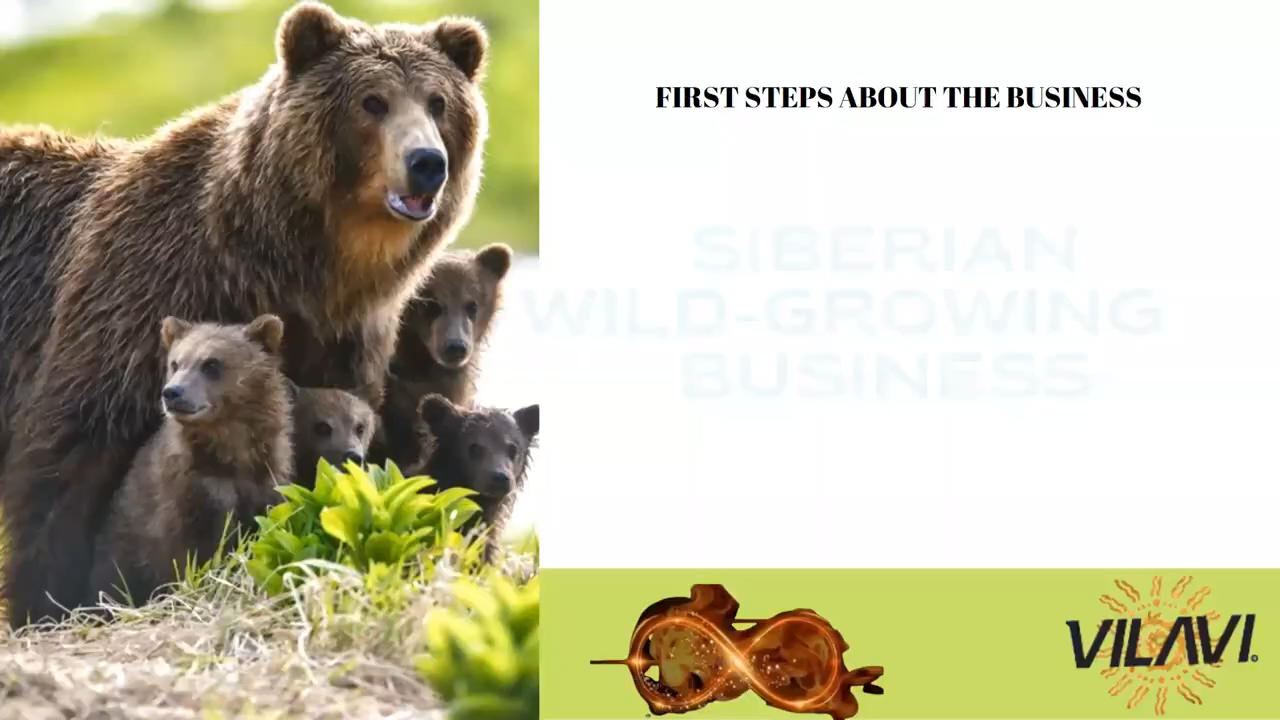 FIRST STEPS ABOUT THE BUSINESS
SIBERIAN
WILD-GROWING
BUSINESS
VILAVI